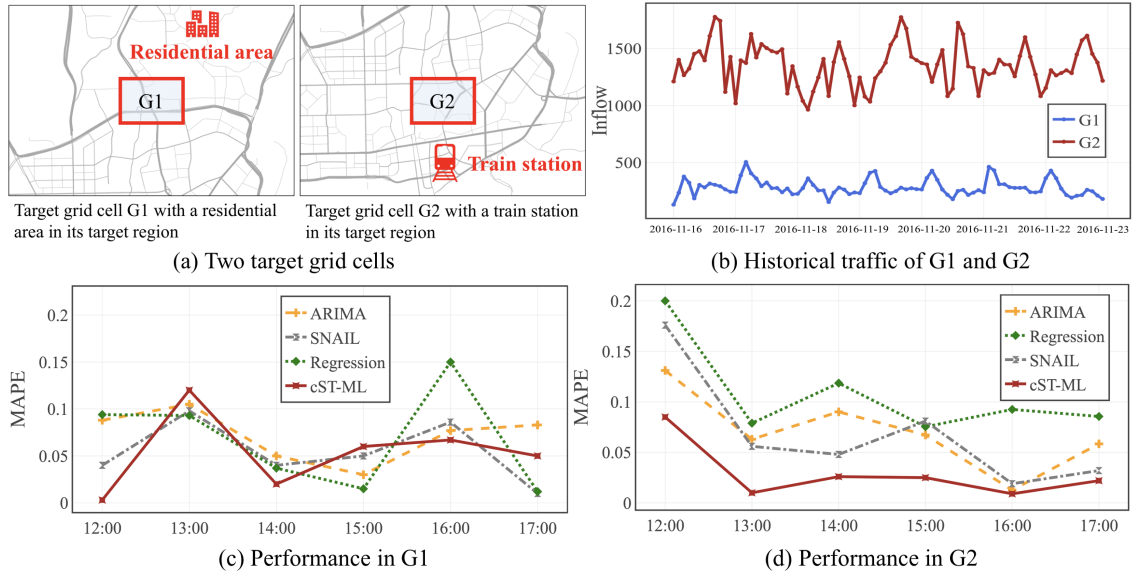 Residential area
G1
G2
Train station
Target grid cell G1 with a residential
area in its target region
Target grid cell G2 with a train station
in its target region
(a) Two target grid cells
Inflow
1500
1000
500
G1
G2
2016-11-16 2016-11-17 2016-11-18 2016-11-19 2016-11-20 2016-11-21 2016-11-22 2016-11-23
(b) Historical traffic of G1 and G2
MAPE
0.2
0.15
0.1
0.05
0
ARIMA
SNAIL
Regression
cST-ML
12:00 13:00 14:00 15:00 16:00 17:00
(c) Performance in G1
MAPE
0.2
0.15
0.1
0.05
0
ARIMA
Regression
SNAIL
cST-ML
12:00 13:00 14:00 15:00 16:00 17:00
(d) Performance in G2